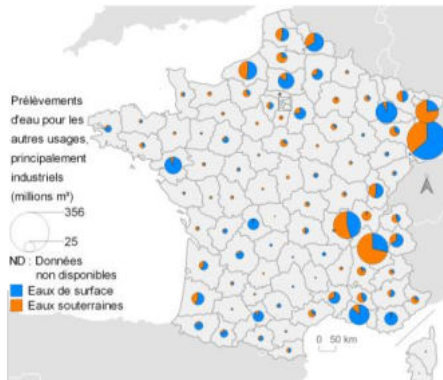 Prélèvements
d'eau pour les
autres usages,
principalement
industriels
(millions m³)
356
25
ND : Données
non disponibles
Eaux de surface
Eaux souterraines
0 50 km